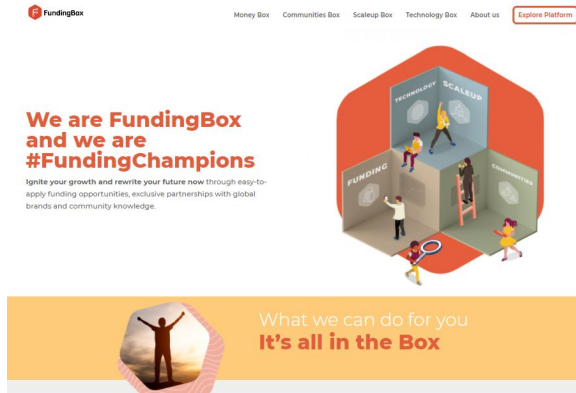 FundingBox
Money Box Communities Box Scaleup Box Technology Box About us Explore Platform
We are FundingBox
and we are
#FundingChampions
Ignite your growth and rewrite your future now through easy-to-
apply funding opportunities, exclusive partnerships with global
brands and community knowledge.
TECHNOLOGY SCALEUP
FUNDING
COMMUNITIES
What we can do for you
It's all in the Box